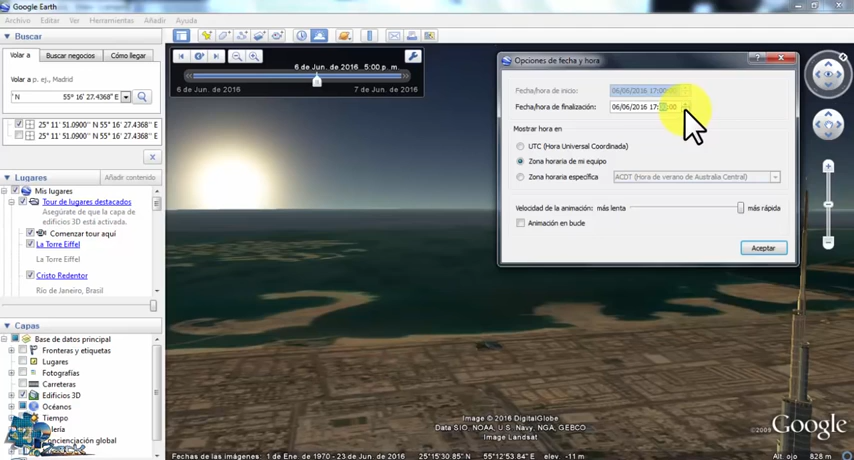 Google Earth
Archivo Editar Ver Herramientas Añadir Ayuda
Buscar
Volar a
Buscar negocios
Cómo llegar
Volar a p. ej., Madrid
'N 55º 16' 27.4368"
25° 11' 51.0900'' N 55° 16' 27.4368''
25° 11' 51.0900'' N 55° 16' 27.4368''
Lugares
Añadir contenido
Mis lugares
Tour de lugares destacados
Asegúrate de que la capa de
edificios 3D está activada.
Comenzar tour aquí
La Torre Eiffel
La Torre Eiffel
Cristo Redentor
Río de Janeiro, Brasil
Capas
Base de datos principal
Fronteras y etiquetas
Lugares
Fotografías
Carreteras
Edificios 3D
Océanos
Tiempo
Galería
Concienciación global
6 de Jun. de 2016 5:00 p. m.
6 de Jun. de 2016
7 de Jun. de 2016
Opciones de fecha y hora
Fecha/hora de inicio: 06/06/2016 17:00:00
Fecha/hora de finalización: 06/06/2016 17:00:00
Mostrar hora en
UTC (Hora Universal Coordinada)
Zona horaria de mi equipo
Zona horaria específica
ACDT (Hora de verano de Australia Central)
Velocidad de la animación: más lenta
más rápida
Animación en bucle
Aceptar
N
Image © 2016 DigitalGlobe
Data SIO, NOAA, U.S. Navy, NGA, GEBCO
Image Landsat
©2009 Google
Fechas de las imágenes: 1 de Ene. de 1970 - 23 de Jun. de 2016
25°15'30.85" N 55°12'53.84" E elev. -11 m
Alt. ojo 828 m